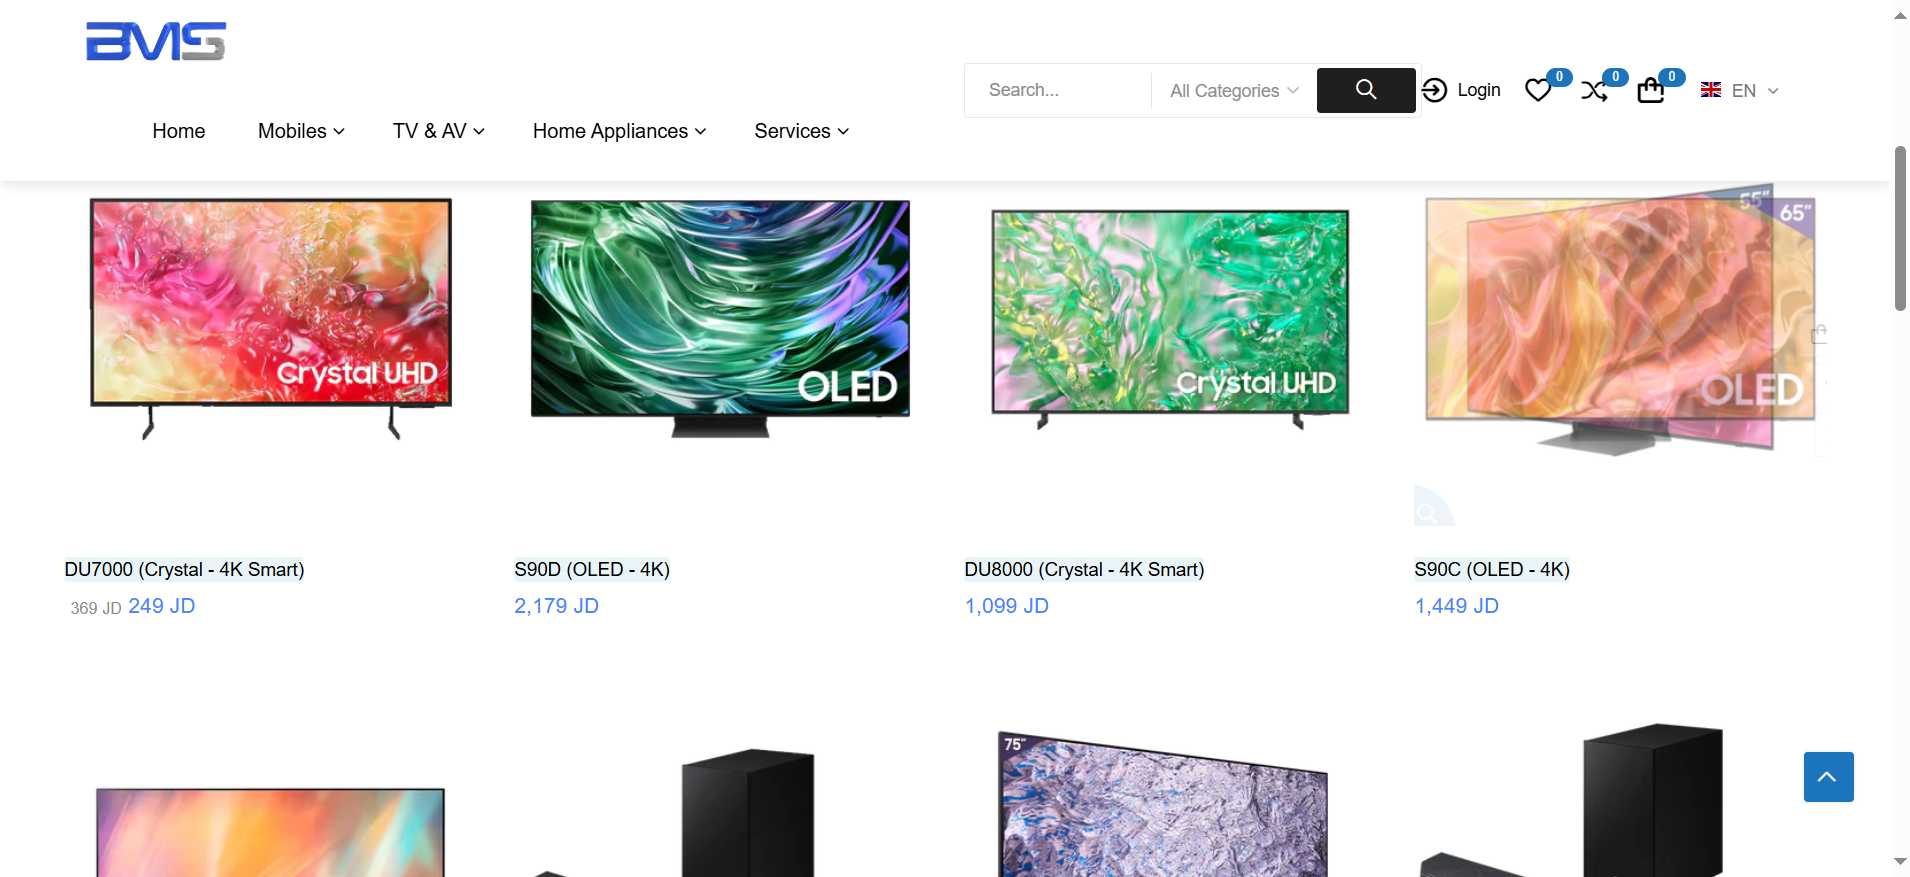 BMS
Search...
All Categories
Login
0
0
0
EN
Home
Mobiles
TV & AV
Home Appliances
Services
Crystal UHD
OLED
Crystal UHD
55"
65"
OLED
DU7000 (Crystal - 4K Smart)
369 JD 249 JD
S90D (OLED - 4K)
2,179 JD
DU8000 (Crystal - 4K Smart)
1,099 JD
S90C (OLED - 4K)
1,449 JD
75"